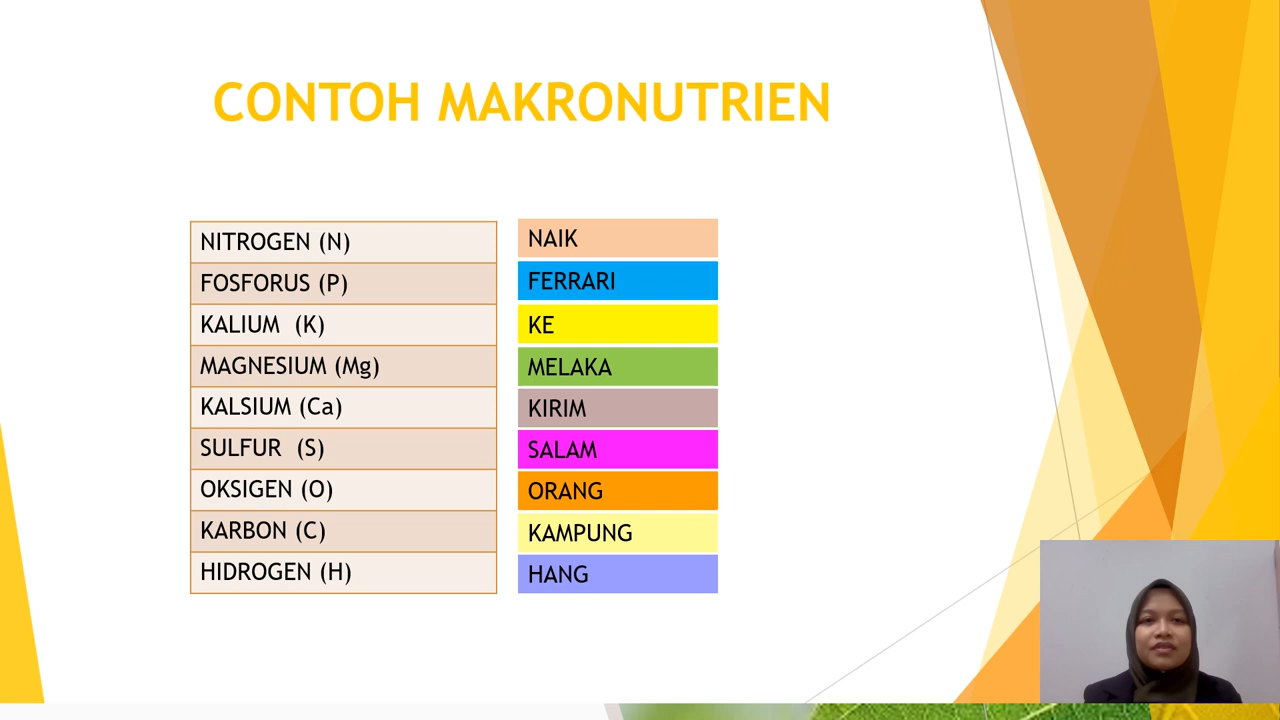 CONTOH MAKRONUTRIEN
NITROGEN (N)
FOSFORUS (P)
KALIUM (K)
MAGNESIUM (Mg)
KALSIUM (Ca)
SULFUR (S)
OKSIGEN (O)
KARBON (C)
HIDROGEN (H)
NAIK
FERRARI
KE
MELAKA
KIRIM
SALAM
ORANG
KAMPUNG
HANG